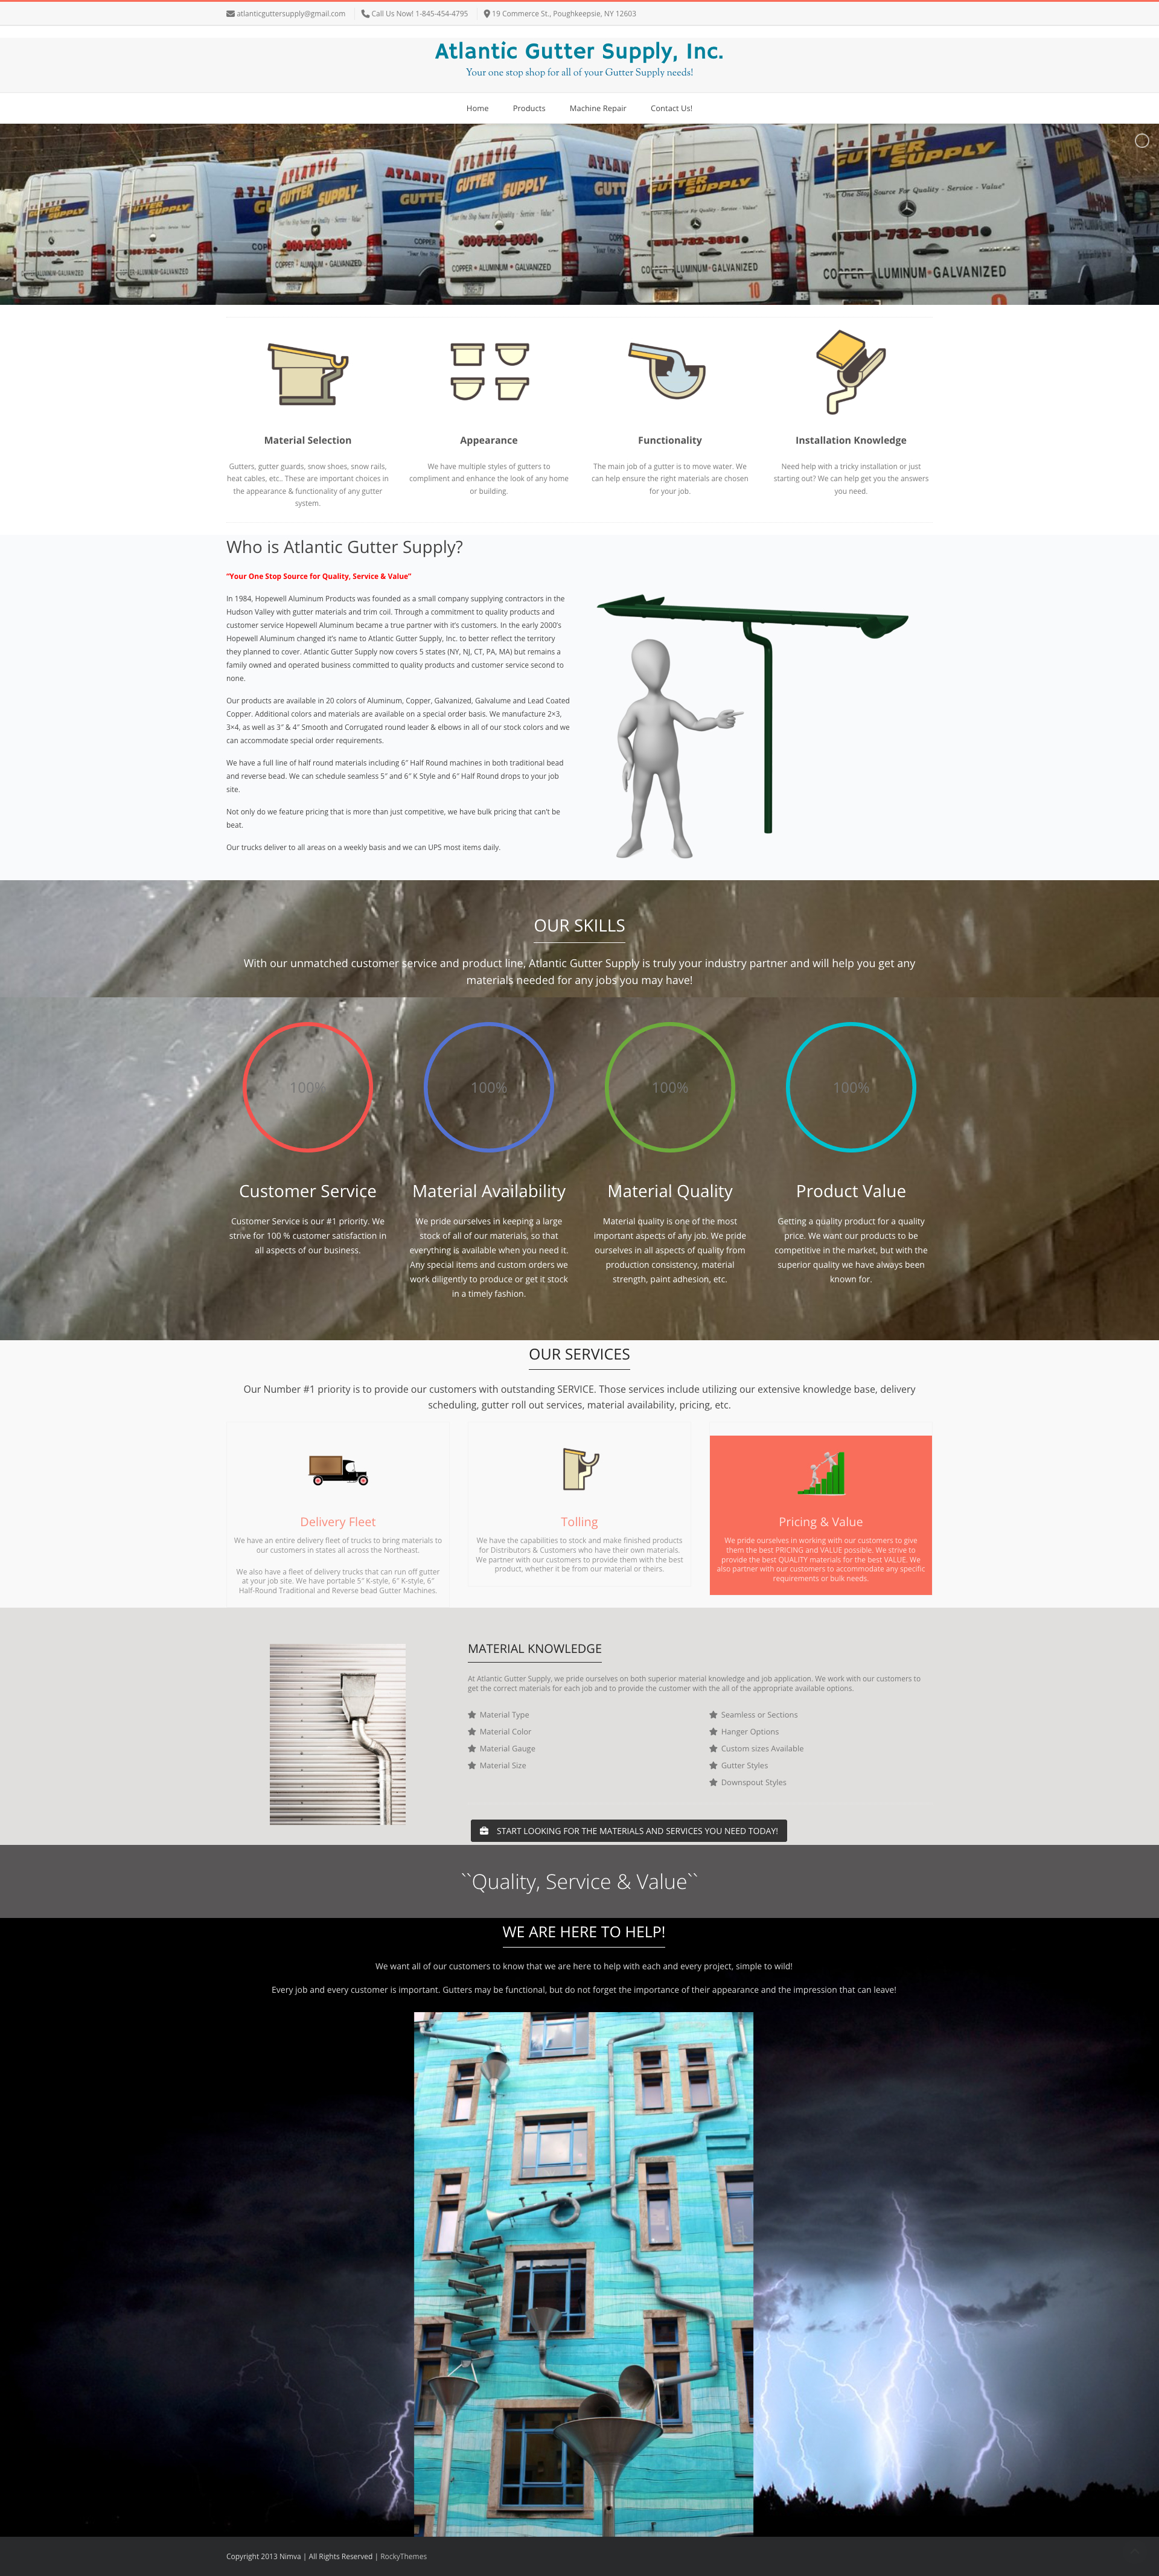 atlanticguttersupply@gmail.com
Call Us Now! 1-845-454-4795
19 Commerce St., Poughkeepsie, NY 12603
Atlantic Gutter Supply, Inc.
Your one stop shop for all of your Gutter Supply needs!
Home
Products
Machine Repair
Contact Us!
ATLANTIC
GUTTER SUPPLY
"You One Stop Source For Quality - Service - Value"
COPPER • ALUMINUM • GALVANIZED
5
11
10
Material Selection
Gutters, gutter guards, snow shoes, snow rails,
heat cables, etc.. These are important choices in
the appearance & functionality of any gutter
system.
Appearance
We have multiple styles of gutters to
compliment and enhance the look of any home
or building.
Functionality
The main job of a gutter is to move water. We
can help ensure the right materials are chosen
for your job.
Installation Knowledge
Need help with a tricky installation or just
starting out? We can help get you the answers
you need.
Who is Atlantic Gutter Supply?
“Your One Stop Source for Quality, Service & Value”
In 1984, Hopewell Aluminum Products was founded as a small company supplying contractors in the
Hudson Valley with gutter materials and trim coil. Through a commitment to quality products and
customer service Hopewell Aluminum became a true partner with it’s customers. In the early 2000’s
Hopewell Aluminum changed it’s name to Atlantic Gutter Supply, Inc. to better reflect the territory
they planned to cover. Atlantic Gutter Supply now covers 5 states (NY, NJ, CT, PA, MA) but remains a
family owned and operated business committed to quality products and customer service second to
none.
Our products are available in 20 colors of Aluminum, Copper, Galvanized, Galvalume and Lead Coated
Copper. Additional colors and materials are available on a special order basis. We manufacture 2×3,
3×4, as well as 3″ & 4″ Smooth and Corrugated round leader & elbows in all of our stock colors and we
can accommodate special order requirements.
We have a full line of half round materials including 6″ Half Round machines in both traditional bead
and reverse bead. We can schedule seamless 5″ and 6″ K Style and 6″ Half Round drops to your job
site.
Not only do we feature pricing that is more than just competitive, we have bulk pricing that can’t be
beat.
Our trucks deliver to all areas on a weekly basis and we can UPS most items daily.
OUR SKILLS
With our unmatched customer service and product line, Atlantic Gutter Supply is truly your industry partner and will help you get any
materials needed for any jobs you may have!
100%
100%
100%
100%
Customer Service
Customer Service is our #1 priority. We
strive for 100 % customer satisfaction in
all aspects of our business.
Material Availability
We pride ourselves in keeping a large
stock of all of our materials, so that
everything is available when you need it.
Any special items and custom orders we
work diligently to produce or get it stock
in a timely fashion.
Material Quality
Material quality is one of the most
important aspects of any job. We pride
ourselves in all aspects of quality from
production consistency, material
strength, paint adhesion, etc.
Product Value
Getting a quality product for a quality
price. We want our products to be
competitive in the market, but with the
superior quality we have always been
known for.
OUR SERVICES
Our Number #1 priority is to provide our customers with outstanding SERVICE. Those services include utilizing our extensive knowledge base, delivery
scheduling, gutter roll out services, material availability, pricing, etc.
Delivery Fleet
We have an entire delivery fleet of trucks to bring materials to
our customers in states all across the Northeast.
We also have a fleet of delivery trucks that can run off gutter
at your job site. We have portable 5″ K-style, 6″ K-style, 6″
Half-Round Traditional and Reverse bead Gutter Machines.
Tolling
We have the capabilities to stock and make finished products
for Distributors & Customers who have their own materials.
We partner with our customers to provide them with the best
product, whether it be from our material or theirs.
Pricing & Value
We pride ourselves in working with our customers to give
them the best PRICING and VALUE possible. We strive to
provide the best QUALITY materials for the best VALUE. We
also partner with our customers to accommodate any specific
requirements or bulk needs.
MATERIAL KNOWLEDGE
At Atlantic Gutter Supply, we pride ourselves on both superior material knowledge and job application. We work with our customers to
get the correct materials for each job and to provide the customer with the all of the appropriate available options.
Material Type
Material Color
Material Gauge
Material Size
Seamless or Sections
Hanger Options
Custom sizes Available
Gutter Styles
Downspout Styles
START LOOKING FOR THE MATERIALS AND SERVICES YOU NEED TODAY!
``Quality, Service & Value``
WE ARE HERE TO HELP!
We want all of our customers to know that we are here to help with each and every project, simple to wild!
Every job and every customer is important. Gutters may be functional, but do not forget the importance of their appearance and the impression that can leave!
Copyright 2013 Nimva | All Rights Reserved | RockyThemes